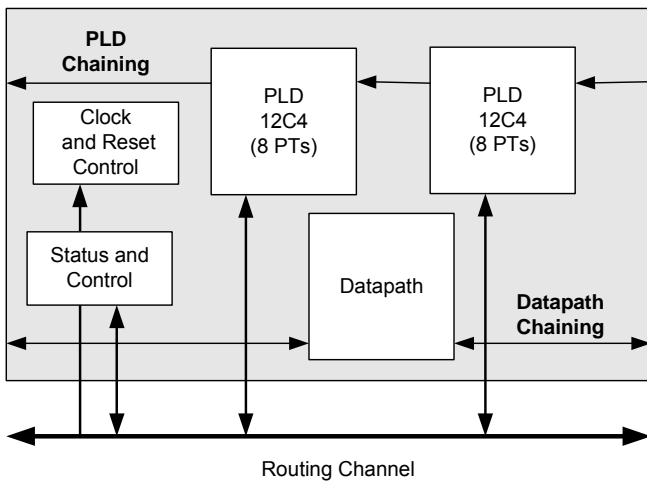 PLD
Chaining
PLD
12C4
(8 PTs)
PLD
12C4
(8 PTs)
Clock
and Reset
Control
Status and
Control
Datapath
Datapath
Chaining
Routing Channel